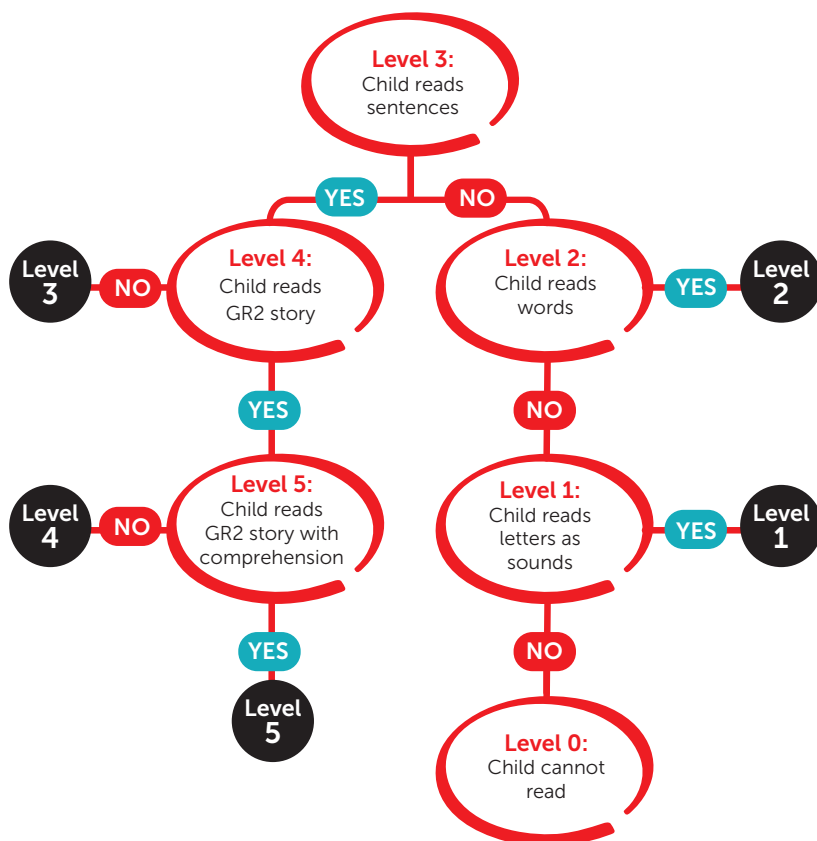 Level 3:
Child reads
sentences
YES
NO
Level
3
NO
Level 4:
Child reads
GR2 story
Level 2:
Child reads
words
YES
Level
2
YES
NO
Level
4
NO
Level 5:
Child reads
GR2 story with
comprehension
Level 1:
Child reads
letters as
sounds
YES
Level
1
YES
NO
Level
5
Level 0:
Child cannot
read